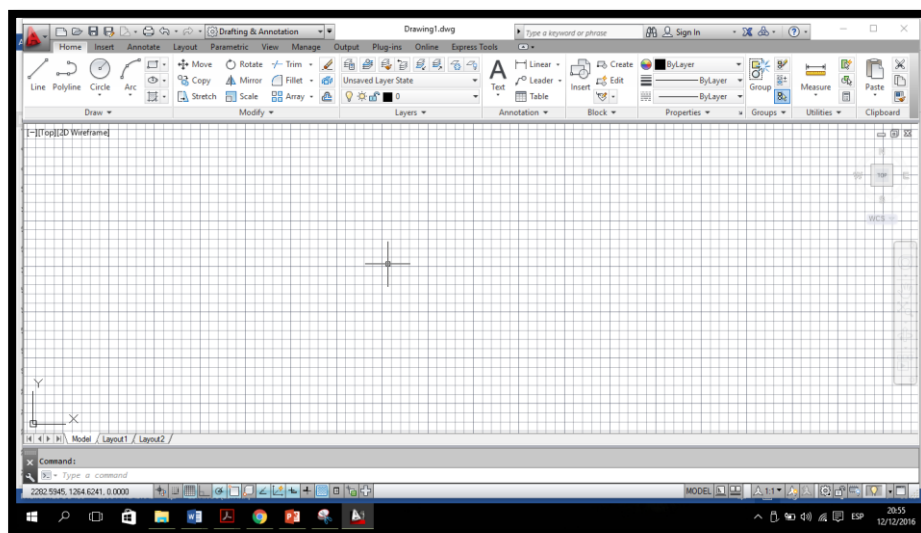 Drafting & Annotation Drawing1.dwg Type a keyword or phrase Sign In
Home Insert Annotate Layout Parametric View Manage Output Plug-ins Online Express Tools
Line Polyline Circle Arc
Move Rotate Trim
Copy Mirror Fillet
Stretch Scale Array
Unsaved Layer State
0
Text
Linear
Leader
Table
Insert
Create
Edit
ByLayer
ByLayer
ByLayer
Group
Measure
Paste
Draw Modify Layers Annotation Block Properties Groups Utilities Clipboard
[−][Top][2D Wireframe]
TOP
WCS
Y
X
Model Layout1 Layout2
Command:
Type a command
2282.5945, 1264.6241, 0.0000 MODEL 1:1
ESP 20:55
12/12/2016